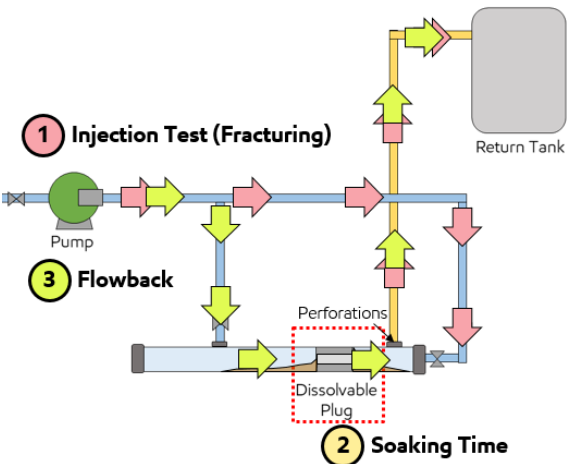 1 Injection Test (Fracturing)
Return Tank
Pump
3 Flowback
Perforations
Dissolvable
Plug
2 Soaking Time